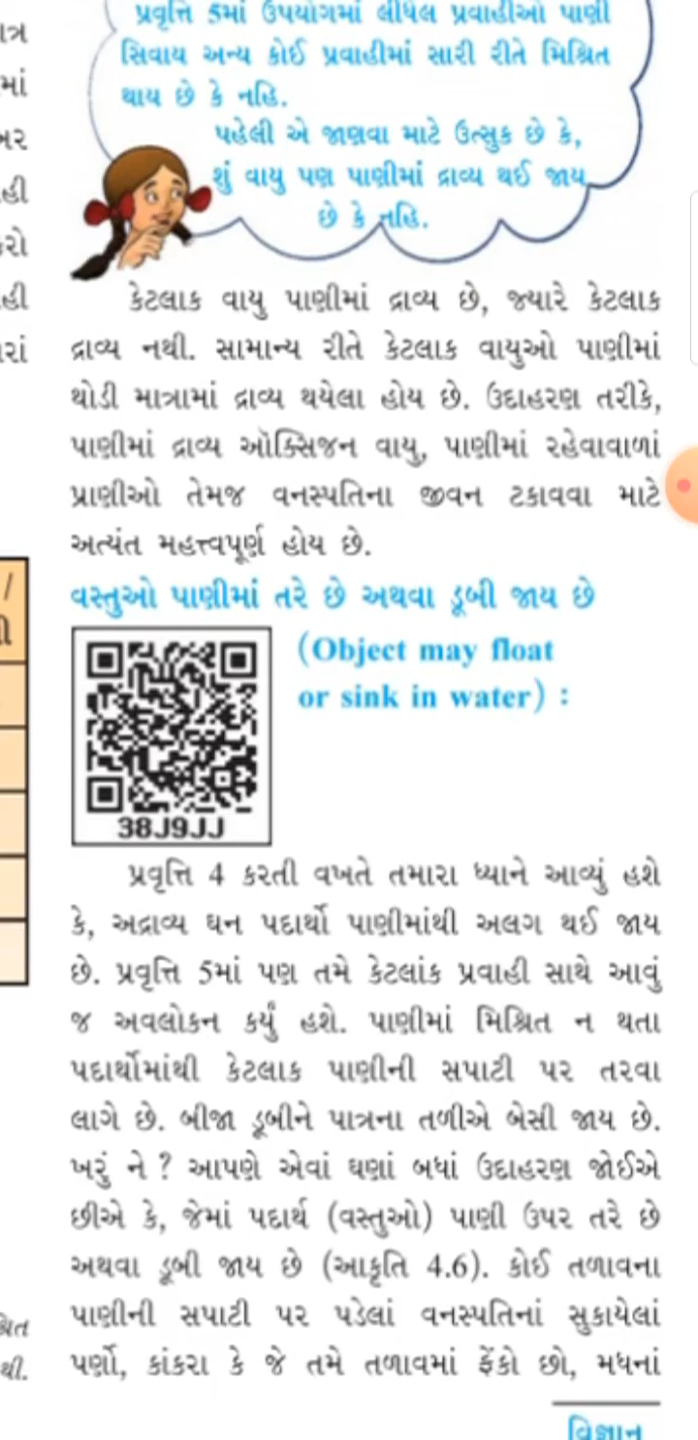 પ્રવૃત્તિ 5માં ઉપયોગમાં લીધેલ પ્રવાહીઓ પાણી
સિવાય અન્ય કોઈ પ્રવાહીમાં સારી રીતે મિશ્રિત
થાય છે કે નહિ.
પહેલી એ જાણવા માટે ઉત્સુક છે કે,
શું વાયુ પણ પાણીમાં દ્રાવ્ય થઈ જાય
છે કે નહિ.
કેટલાક વાયુ પાણીમાં દ્રાવ્ય છે, જ્યારે કેટલાક
દ્રાવ્ય નથી. સામાન્ય રીતે કેટલાક વાયુઓ પાણીમાં
થોડી માત્રામાં દ્રાવ્ય થયેલા હોય છે. ઉદાહરણ તરીકે,
પાણીમાં દ્રાવ્ય ઑક્સિજન વાયુ, પાણીમાં રહેવાવાળાં
પ્રાણીઓ તેમજ વનસ્પતિના જીવન ટકાવવા માટે
અત્યંત મહત્ત્વપૂર્ણ હોય છે.
વસ્તુઓ પાણીમાં તરે છે અથવા ડૂબી જાય છે
(Object may float
or sink in water) :
38J9JJ
પ્રવૃત્તિ 4 કરતી વખતે તમારા ધ્યાને આવ્યું હશે
કે, અદ્રાવ્ય ઘન પદાર્થો પાણીમાંથી અલગ થઈ જાય
છે. પ્રવૃત્તિ 5માં પણ તમે કેટલાંક પ્રવાહી સાથે આવું
જ અવલોકન કર્યું હશે. પાણીમાં મિશ્રિત ન થતા
પદાર્થોમાંથી કેટલાક પાણીની સપાટી પર તરવા
લાગે છે. બીજા ડૂબીને પાત્રના તળીએ બેસી જાય છે.
ખરું ને ? આપણે એવાં ઘણાં બધાં ઉદાહરણ જોઈએ
છીએ કે, જેમાં પદાર્થ (વસ્તુઓ) પાણી ઉપર તરે છે
અથવા ડૂબી જાય છે (આકૃતિ 4.6). કોઈ તળાવના
પાણીની સપાટી પર પડેલાં વનસ્પતિનાં સુકાયેલાં
પર્ણો, કાંકરા કે જે તમે તળાવમાં ફેંકો છો, મધનાં
વિજ્ઞાન